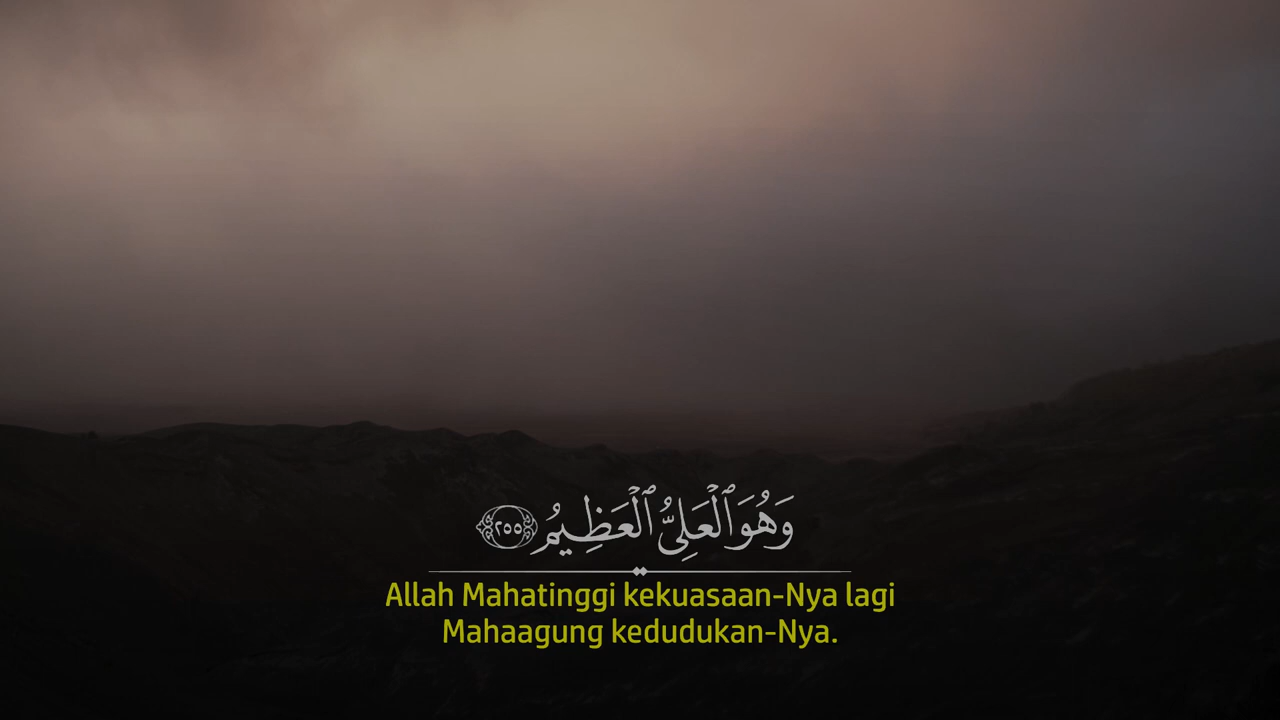 وَهُوَ ٱلْعَلِىُّ ٱلْعَظِيمُ ٢٥٥
Allah Mahatinggi kekuasaan-Nya lagi
Mahaagung kedudukan-Nya.